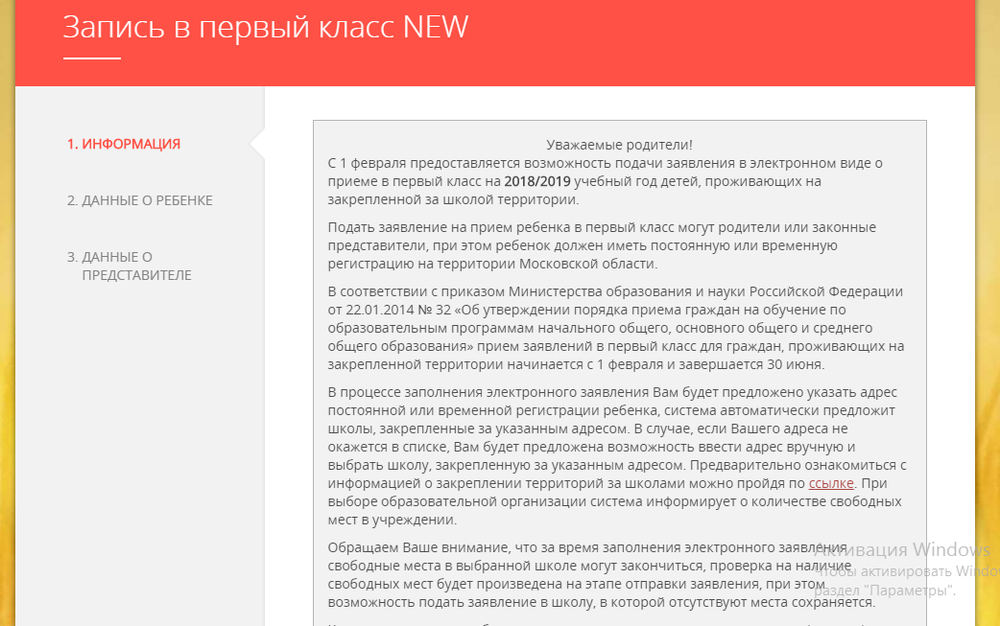 Запись в первый класс NEW
1. ИНФОРМАЦИЯ
2. ДАННЫЕ О РЕБЕНКЕ
3. ДАННЫЕ О
ПРЕДСТАВИТЕЛЕ
Уважаемые родители!
С 1 февраля предоставляется возможность подачи заявления в электронном виде о
приеме в первый класс на 2018/2019 учебный год детей, проживающих на
закрепленной за школой территории.
Подать заявление на прием ребенка в первый класс могут родители или законные
представители, при этом ребенок должен иметь постоянную или временную
регистрацию на территории Московской области.
В соответствии с приказом Министерства образования и науки Российской Федерации
от 22.01.2014 № 32 «Об утверждении порядка приема граждан на обучение по
образовательным программам начального общего, основного общего и среднего
общего образования» прием заявлений в первый класс для граждан, проживающих на
закрепленной территории начинается с 1 февраля и завершается 30 июня.
В процессе заполнения электронного заявления Вам будет предложено указать адрес
постоянной или временной регистрации ребенка, система автоматически предложит
школы, закрепленные за указанным адресом. В случае, если Вашего адреса не
окажется в списке, Вам будет предложена возможность ввести адрес вручную и
выбрать школу, закрепленную за указанным адресом. Предварительно ознакомиться с
информацией о закреплении территорий за школами можно пройдя по ссылке. При
выборе образовательной организации система информирует о количестве свободных
мест в учреждении.
Обращаем Ваше внимание, что за время заполнения электронного заявления
свободные места в выбранной школе могут закончиться, проверка на наличие
свободных мест будет произведена на этапе отправки заявления, при этом
возможность подать заявление в школу, в которой отсутствуют места сохраняется.
Активация Windows
Чтобы активировать Windo
раздел "Параметры".